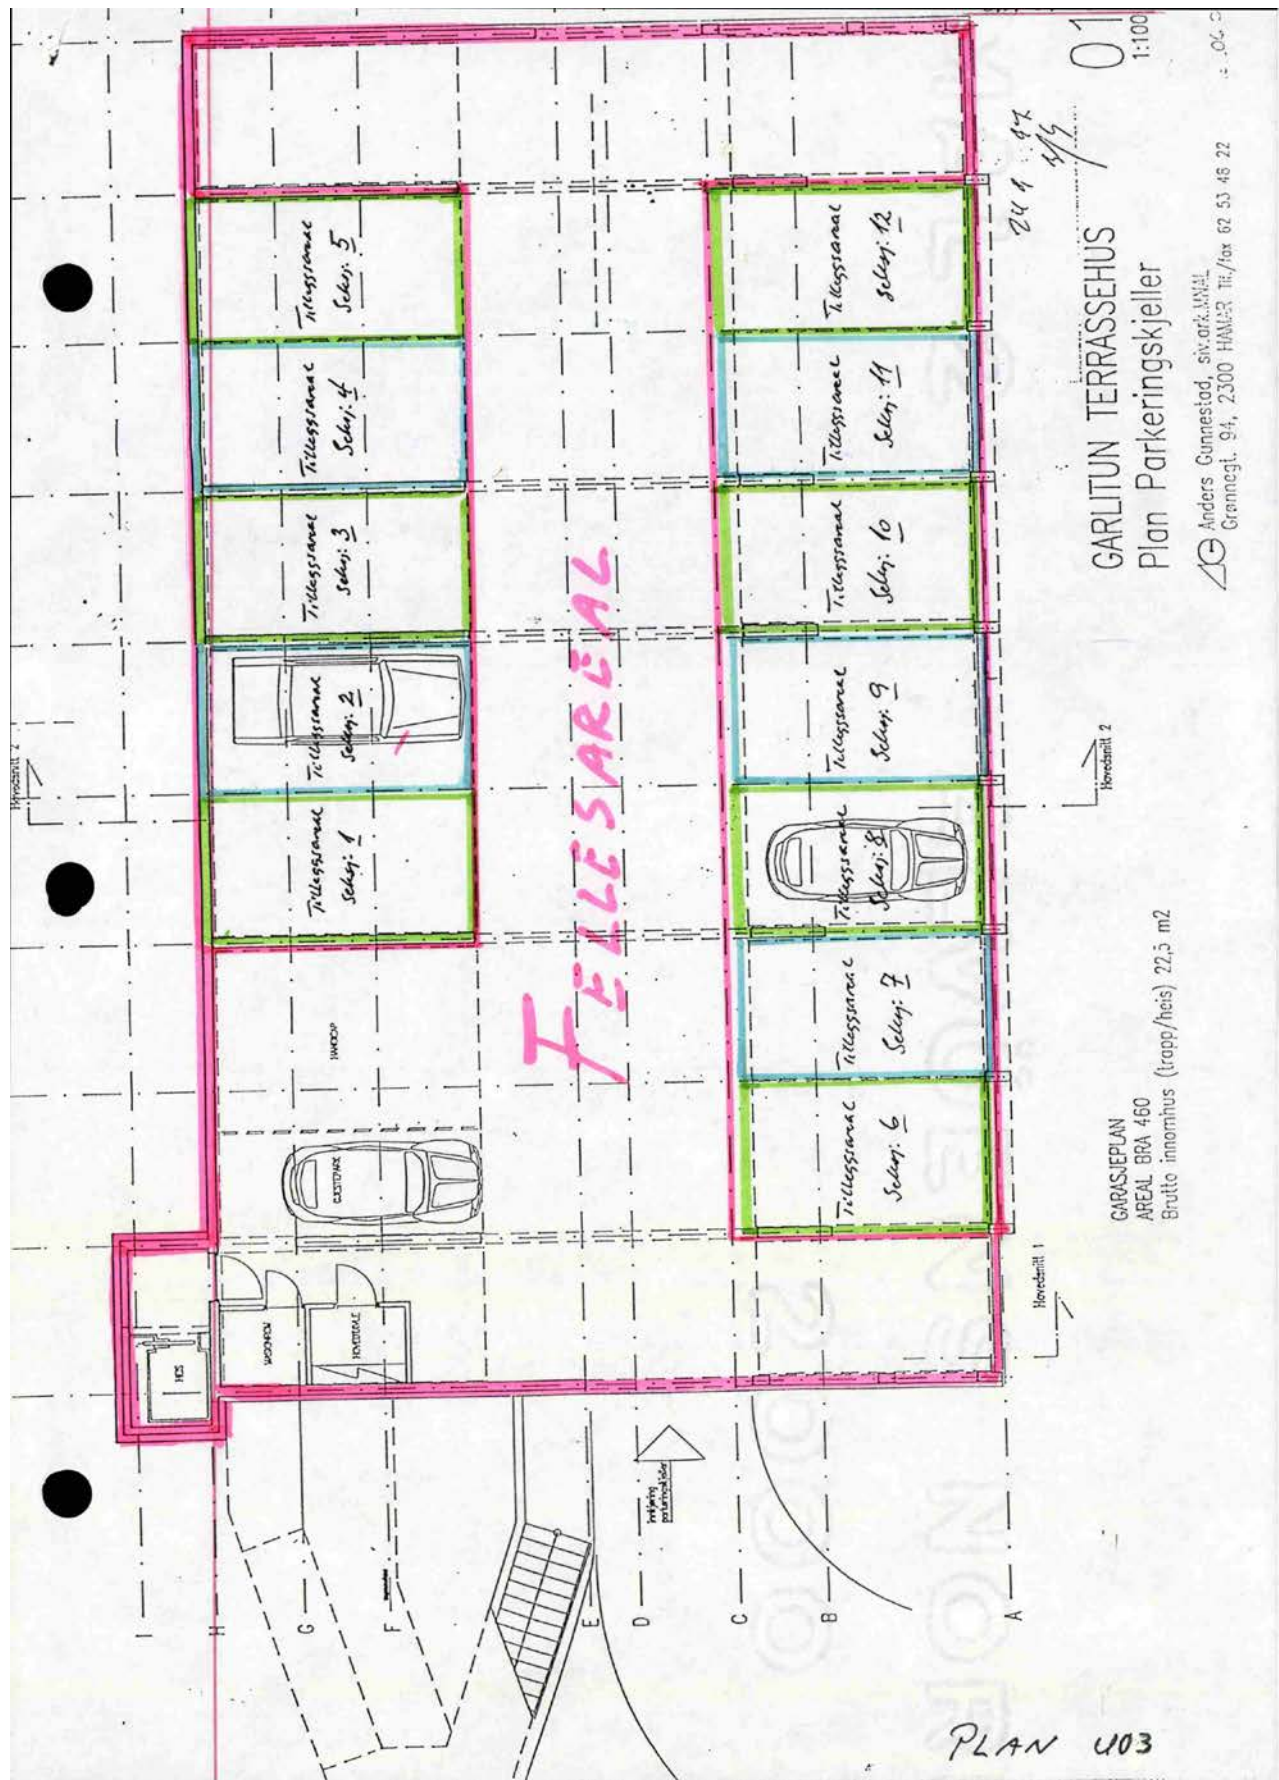 GARLITUN TERRASSEHUS
Plan Parkeringskjeller
01
1:100
Anders Gunnestad, siv.ark.MNAL
Grønnegt. 94, 2300 HAMAR Tlf./fax 62 53 48 22
Tilleggsareal
Seksj: 5
Tilleggsareal
Seksj: 4
Tilleggsareal
Seksj: 3
Tilleggsareal
Seksj: 2
Tilleggsareal
Seksj: 1
HANDICAP
GJESTEPARK
HEIS
HOVEDTAVLE
FELLESAREAL
Tilleggsareal
Seksj: 12
Tilleggsareal
Seksj: 11
Tilleggsareal
Seksj: 10
Tilleggsareal
Seksj: 9
Tilleggsareal
Seksj: 8
Tilleggsareal
Seksj: 7
Tilleggsareal
Seksj: 6
Hovedsnitt 2
Hovedsnitt 2
Hovedsnitt 1
innkjøring
parkeringskjeller
I
H
G
F
E
D
C
B
A
GARASJEPLAN
AREAL BRA 460
Brutto innomhus (trapp/heis) 22,5 m2
PLAN U03